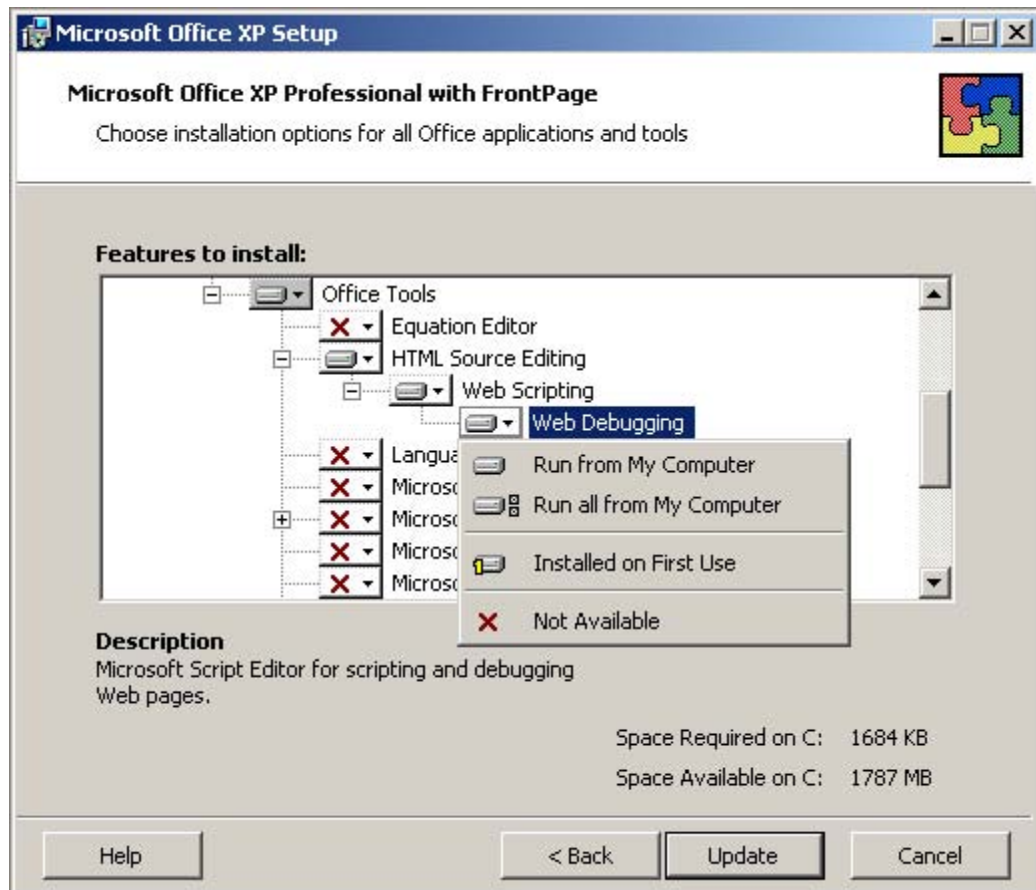 Microsoft Office XP Setup
Microsoft Office XP Professional with FrontPage
Choose installation options for all Office applications and tools
Features to install:
Office Tools
Equation Editor
HTML Source Editing
Web Scripting
Web Debugging
Run from My Computer
Run all from My Computer
Installed on First Use
Not Available
Description
Microsoft Script Editor for scripting and debugging
Web pages.
Space Required on C: 1684 KB
Space Available on C: 1787 MB
Help < Back Update Cancel